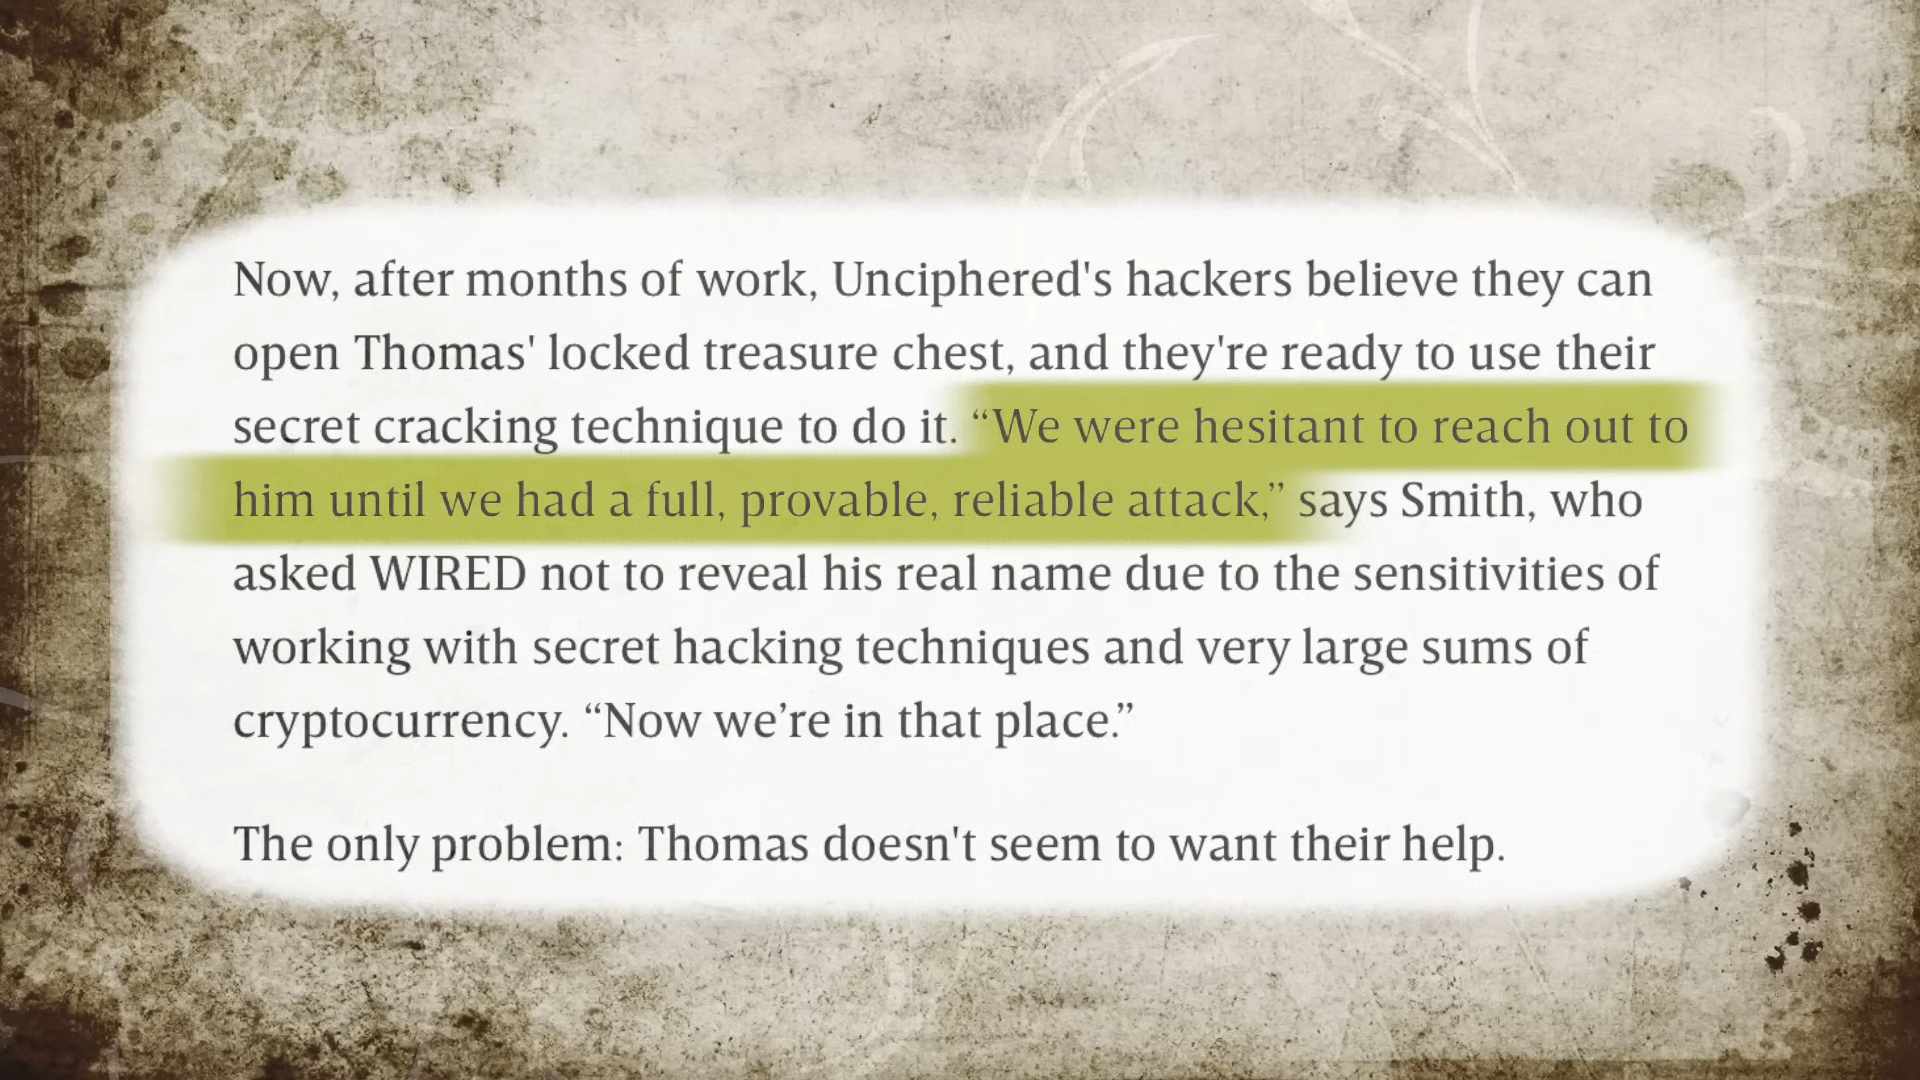 Now, after months of work, Unciphered's hackers believe they can
open Thomas' locked treasure chest, and they're ready to use their
secret cracking technique to do it. “We were hesitant to reach out to
him until we had a full, provable, reliable attack,” says Smith, who
asked WIRED not to reveal his real name due to the sensitivities of
working with secret hacking techniques and very large sums of
cryptocurrency. “Now we’re in that place.”
The only problem: Thomas doesn't seem to want their help.